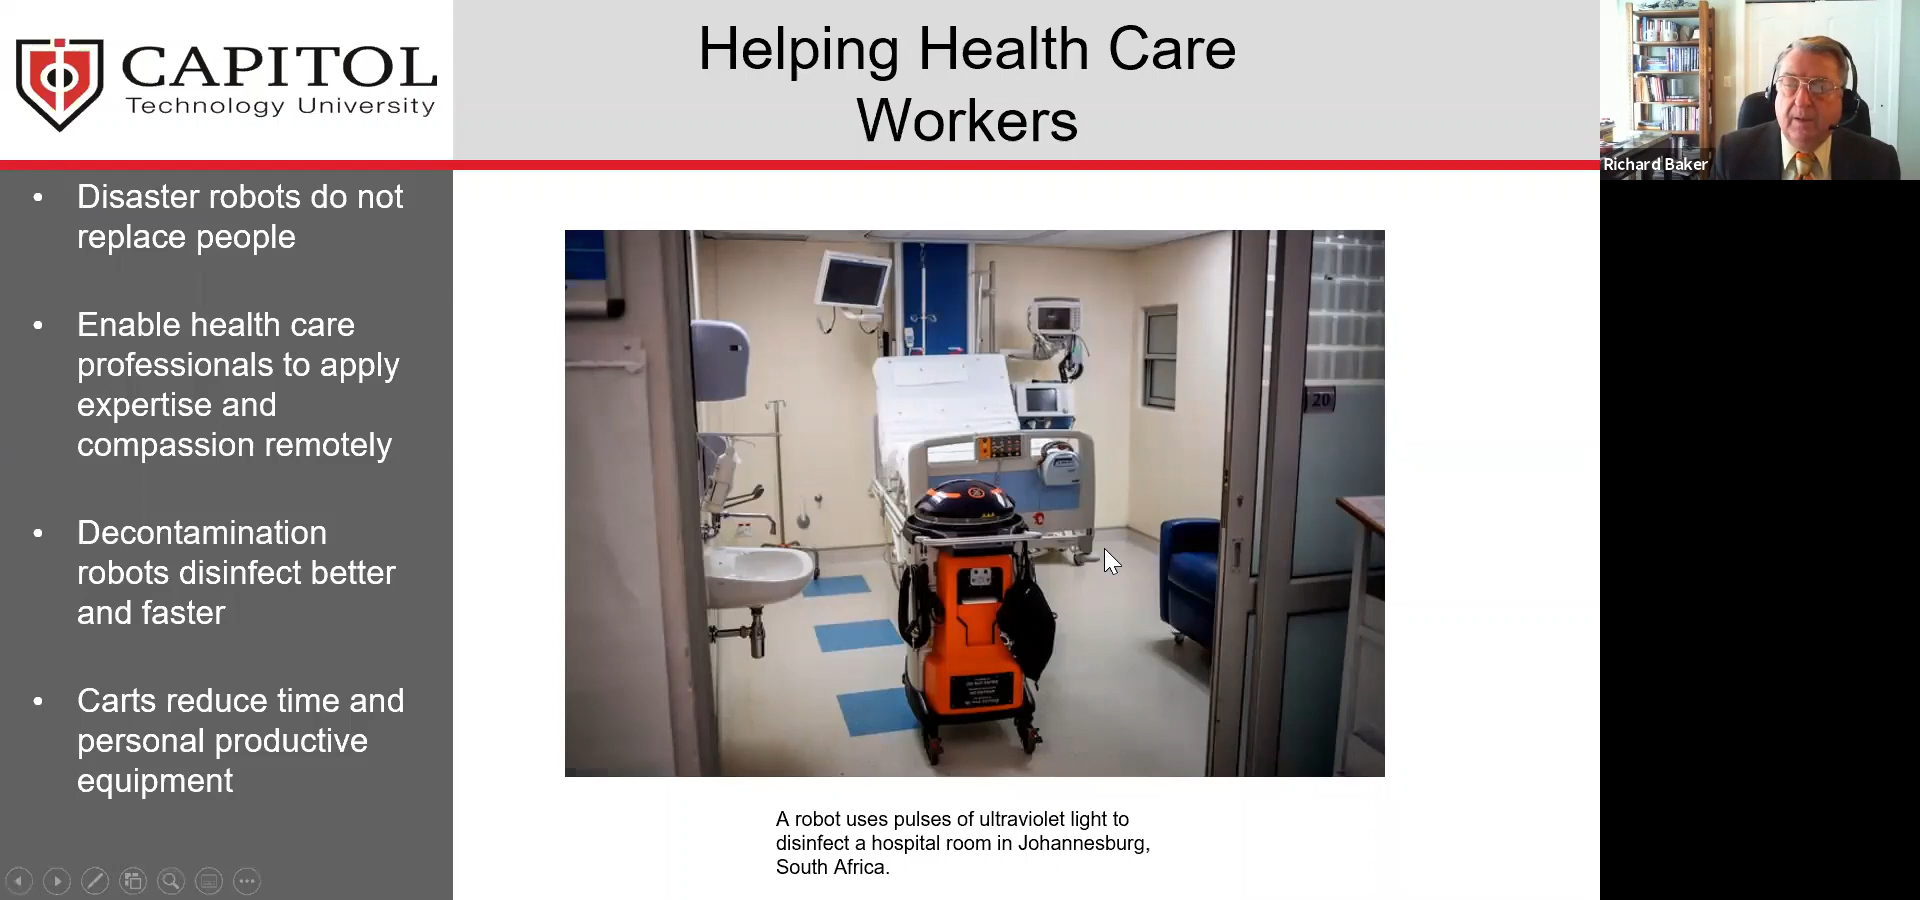 CAPITOL
Technology University
Helping Health Care
Workers
Richard Baker
• Disaster robots do not
replace people
• Enable health care
professionals to apply
expertise and
compassion remotely
• Decontamination
robots disinfect better
and faster
• Carts reduce time and
personal productive
equipment
20
A robot uses pulses of ultraviolet light to
disinfect a hospital room in Johannesburg,
South Africa.